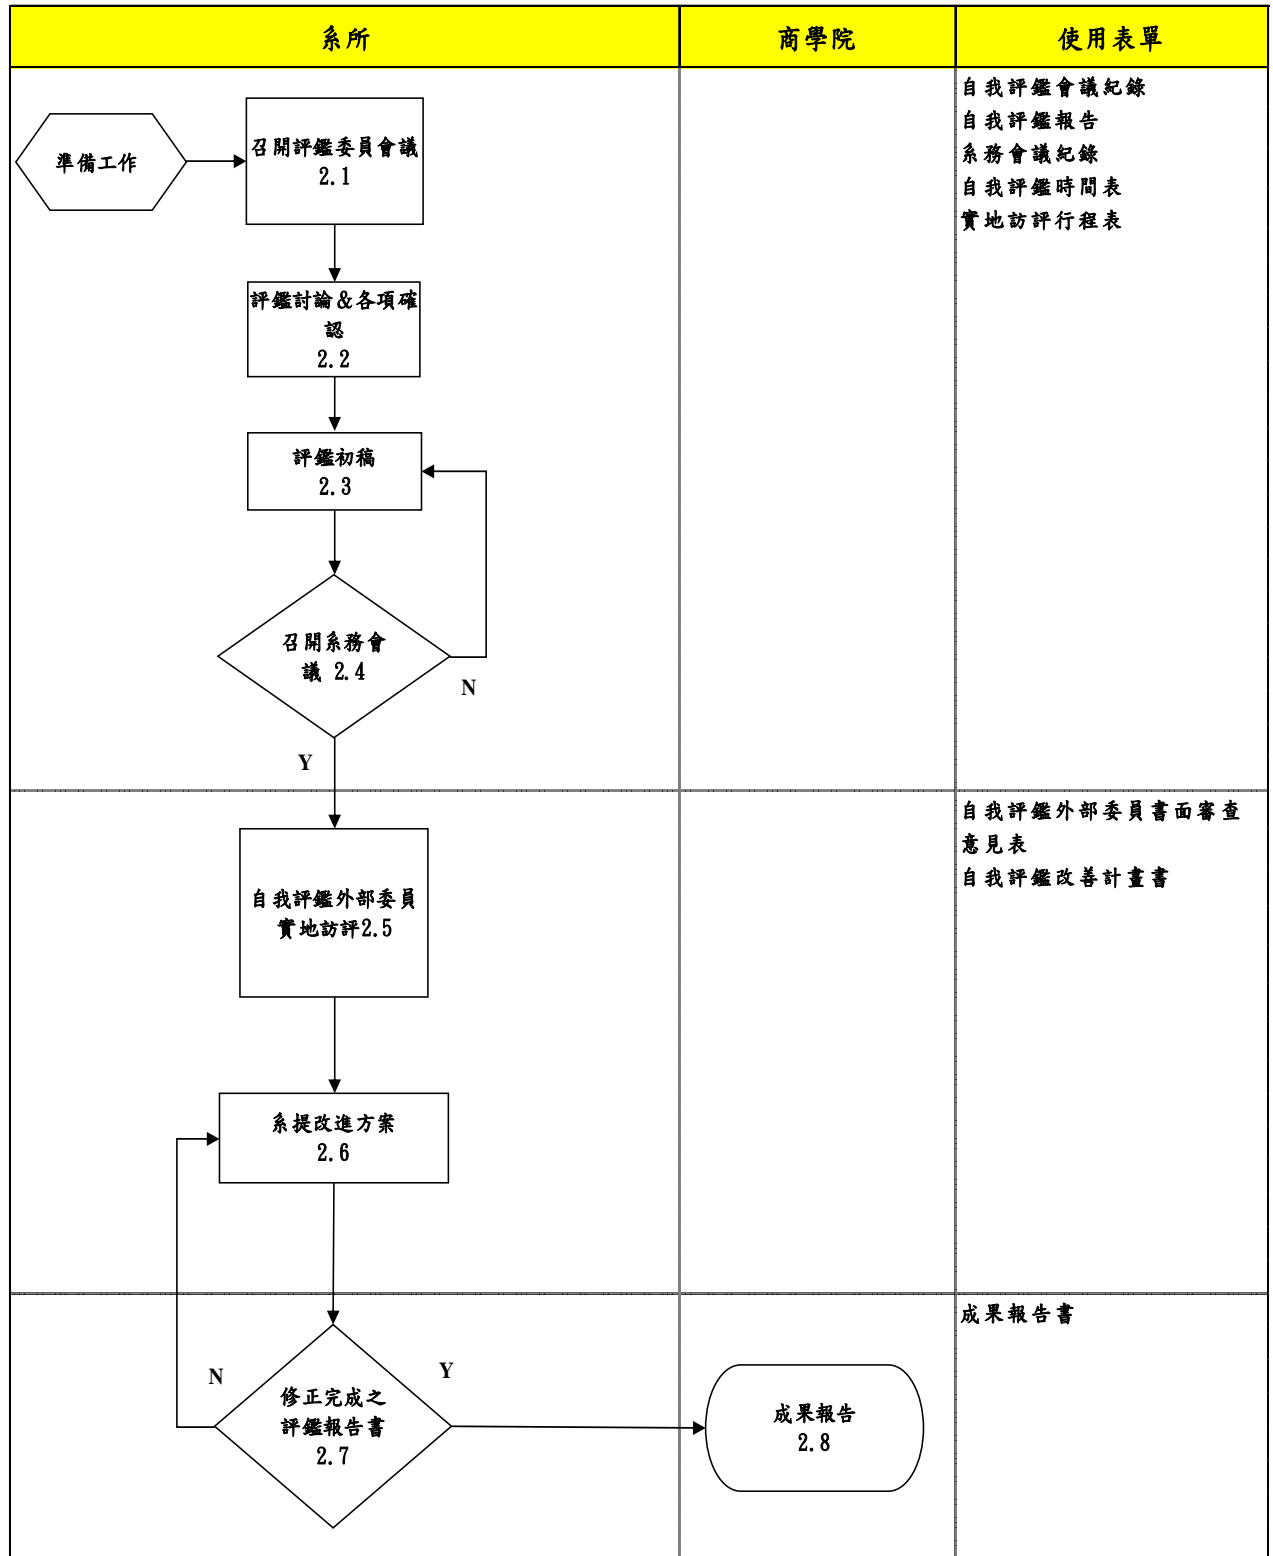 系所
商學院
使用表單
準備工作
召開評鑑委員會議
2.1
評鑑討論＆各項確
認
2.2
評鑑初稿
2.3
召開系務會
議 2.4
N
Y
自我評鑑會議紀錄
自我評鑑報告
系務會議紀錄
自我評鑑時間表
實地訪評行程表
自我評鑑外部委員
實地訪評2.5
系提改進方案
2.6
自我評鑑外部委員書面審查
意見表
自我評鑑改善計畫書
N
Y
修正完成之
評鑑報告書
2.7
成果報告
2.8
成果報告書